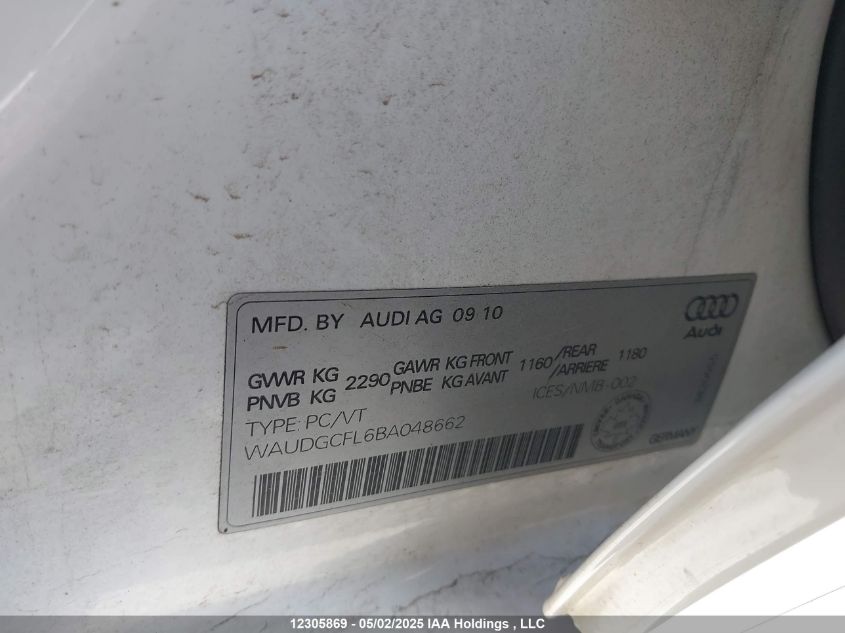 MFD. BY AUDI AG 09 10
Audi
GVWR KG 2290 GAWR KG FRONT 1160 /REAR 1180
PNVB KG PNBE KG AVANT /ARRIERE
TYPE: PC/VT ICES/NMB-002
WAUDGCFL6BA048662
GERMANY
12305869 - 05/02/2025 IAA Holdings , LLC